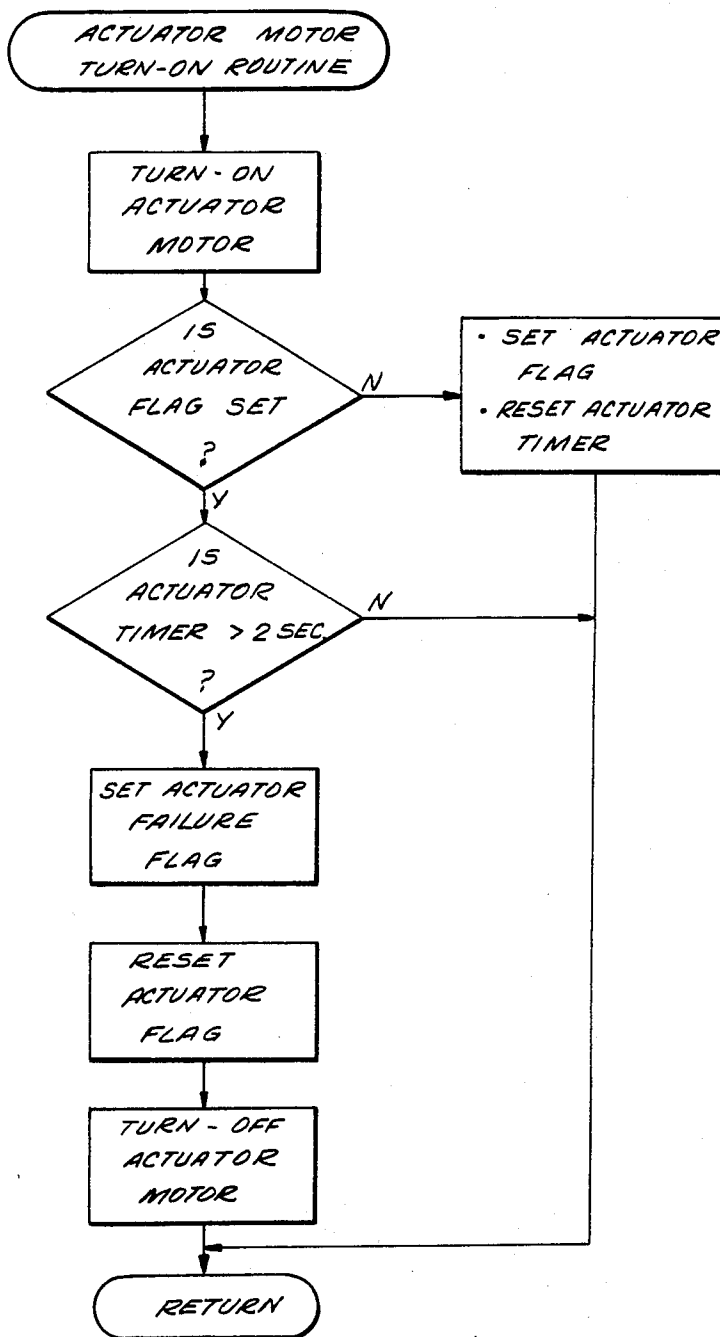 ACTUATOR MOTOR
TURN-ON ROUTINE
TURN-ON
ACTUATOR
MOTOR
IS
ACTUATOR
FLAG SET
?
N
Y
• SET ACTUATOR
FLAG
• RESET ACTUATOR
TIMER
IS
ACTUATOR
TIMER > 2 SEC.
?
N
Y
SET ACTUATOR
FAILURE
FLAG
RESET
ACTUATOR
FLAG
TURN-OFF
ACTUATOR
MOTOR
RETURN